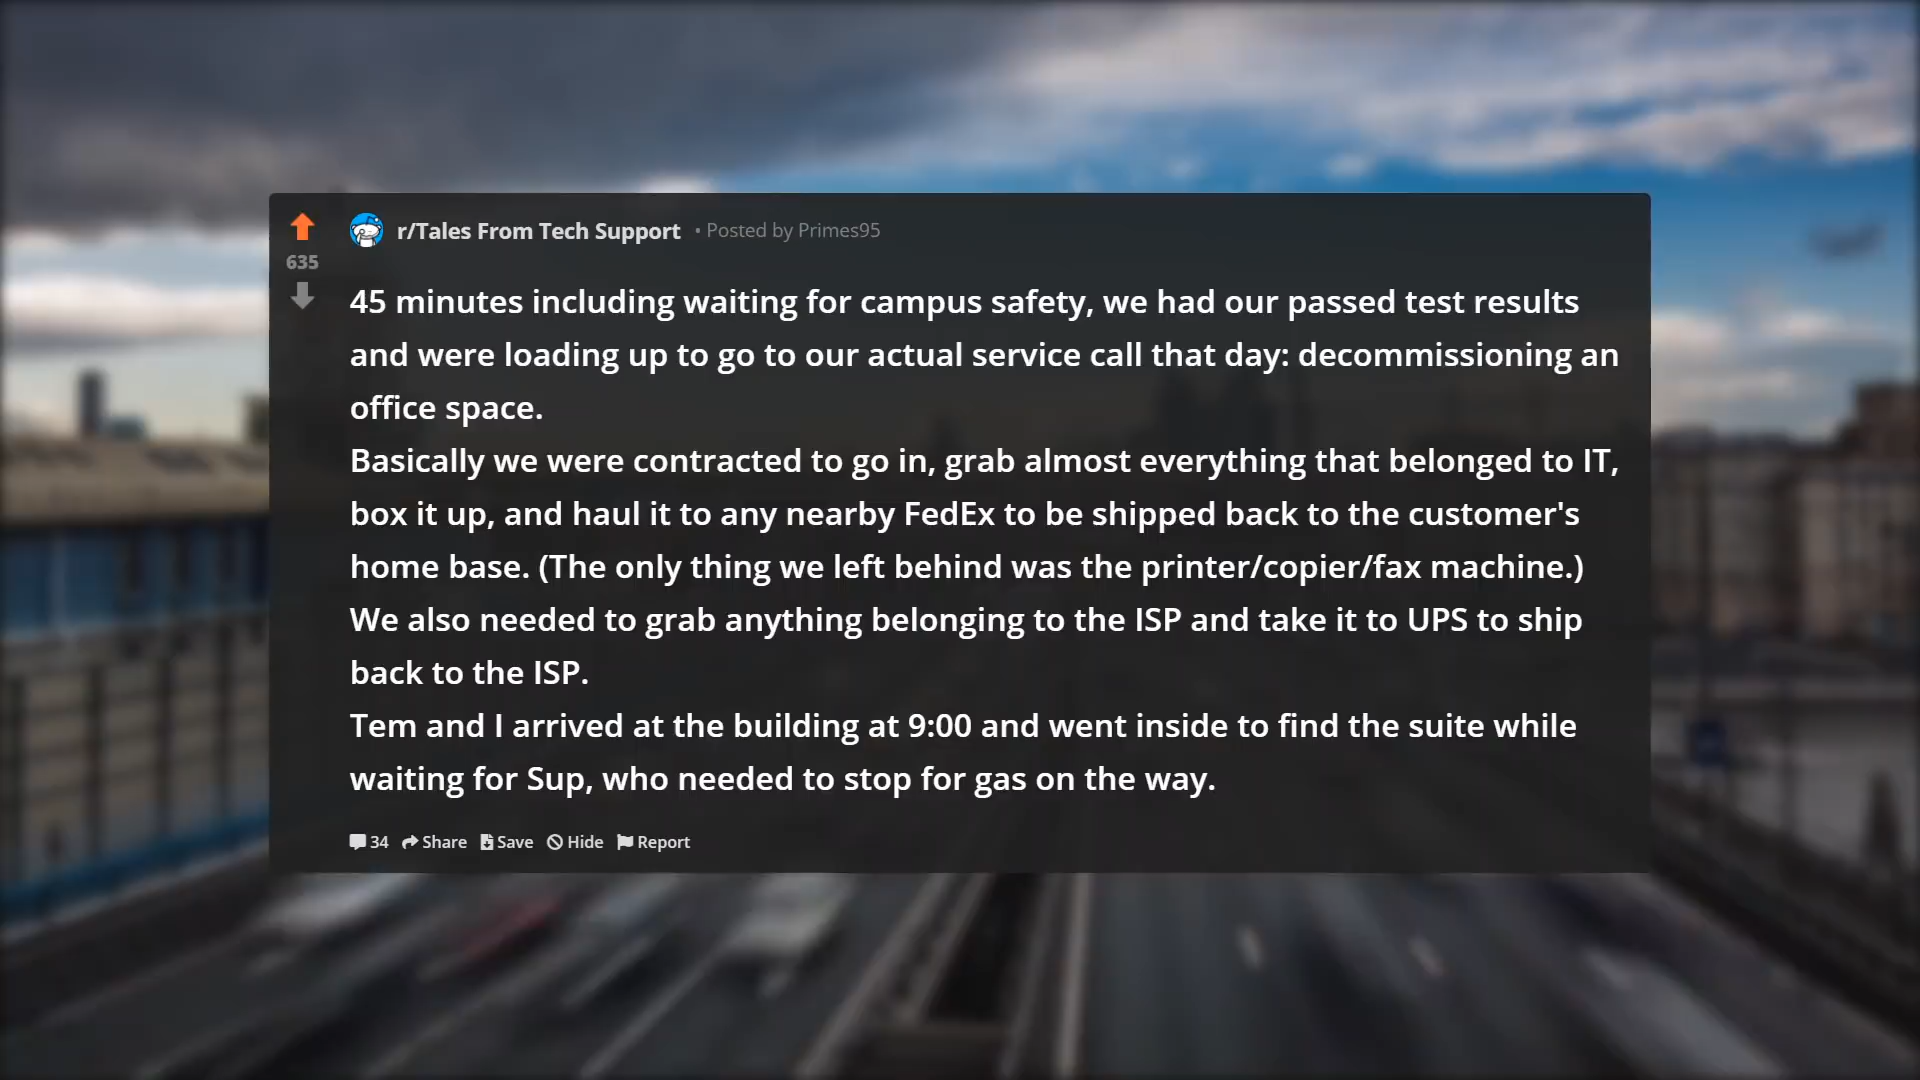 r/Tales From Tech Support • Posted by Primes95
635
45 minutes including waiting for campus safety, we had our passed test results
and were loading up to go to our actual service call that day: decommissioning an
office space.
Basically we were contracted to go in, grab almost everything that belonged to IT,
box it up, and haul it to any nearby FedEx to be shipped back to the customer's
home base. (The only thing we left behind was the printer/copier/fax machine.)
We also needed to grab anything belonging to the ISP and take it to UPS to ship
back to the ISP.
Tem and I arrived at the building at 9:00 and went inside to find the suite while
waiting for Sup, who needed to stop for gas on the way.
34 Share Save Hide Report